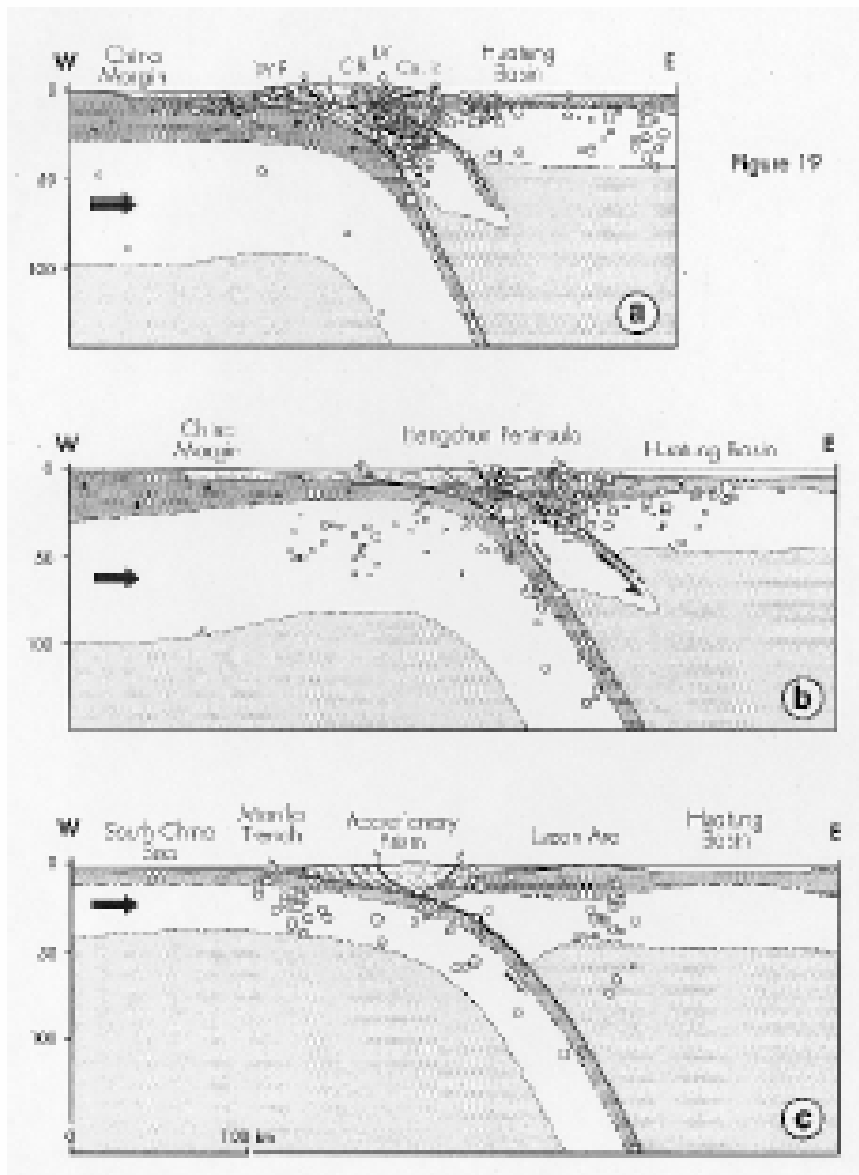 W
China
Margin
Huatung
Basin
E
Figure 19
0
50
100
a
W
China
Margin
Hengchun Peninsula
Huatung Basin
E
0
50
100
b
W
South China
Sea
Manila
Trench
Accretionary
Prism
Luzon Arc
Huatung
Basin
E
0
50
100
0
100 km
c